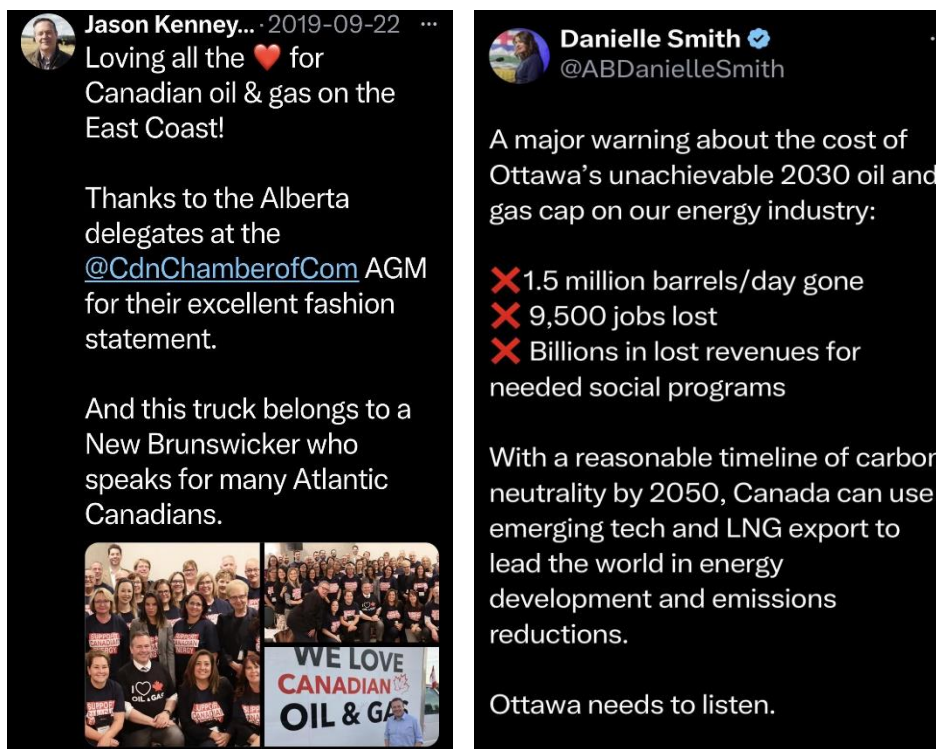 Jason Kenney... · 2019-09-22 ...
Loving all the ❤️ for
Canadian oil & gas on the
East Coast!
Thanks to the Alberta
delegates at the
@CdnChamberofCom AGM
for their excellent fashion
statement.
And this truck belongs to a
New Brunswicker who
speaks for many Atlantic
Canadians.
SUPPORT
CANADIAN
ENERGY
I ❤️
OIL & GAS
WE LOVE
CANADIAN
OIL & GAS
Danielle Smith
@ABDanielleSmith
A major warning about the cost of
Ottawa's unachievable 2030 oil and
gas cap on our energy industry:
❌1.5 million barrels/day gone
❌ 9,500 jobs lost
❌ Billions in lost revenues for
needed social programs
With a reasonable timeline of carbon
neutrality by 2050, Canada can use
emerging tech and LNG export to
lead the world in energy
development and emissions
reductions.
Ottawa needs to listen.